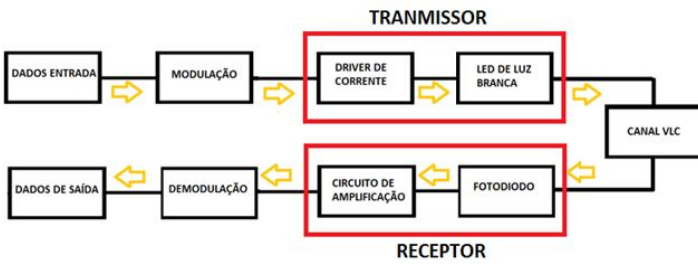 TRANMISSOR
DADOS ENTRADA
MODULAÇÃO
DRIVER DE
CORRENTE
LED DE LUZ
BRANCA
CANAL VLC
DADOS DE SAÍDA
DEMODULAÇÃO
CIRCUITO DE
AMPLIFICAÇÃO
FOTODIODO
RECEPTOR